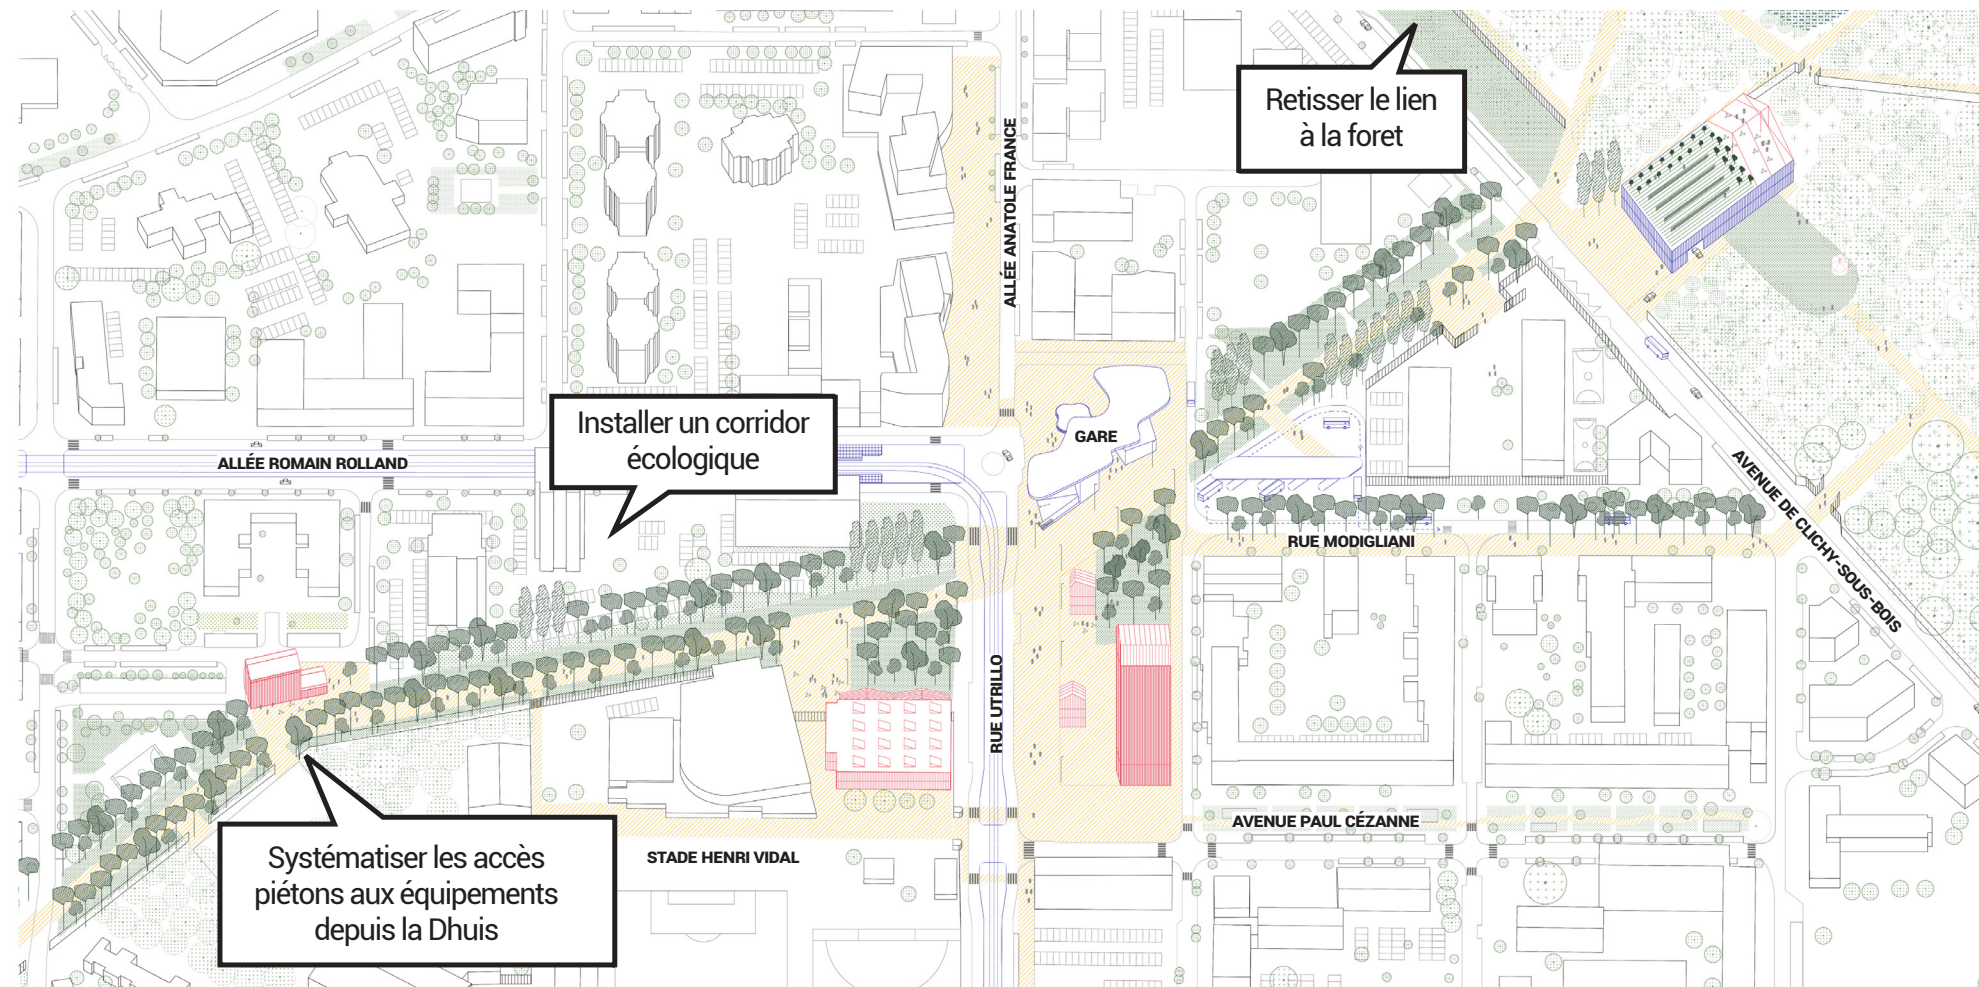 Retisser le lien
à la foret
ALLÉE ANATOLE FRANCE
Installer un corridor
écologique
GARE
ALLÉE ROMAIN ROLLAND
AVENUE DE CLICHY-SOUS-BOIS
RUE MODIGLIANI
RUE UTRILLO
AVENUE PAUL CÉZANNE
STADE HENRI VIDAL
Systématiser les accès
piétons aux équipements
depuis la Dhuis